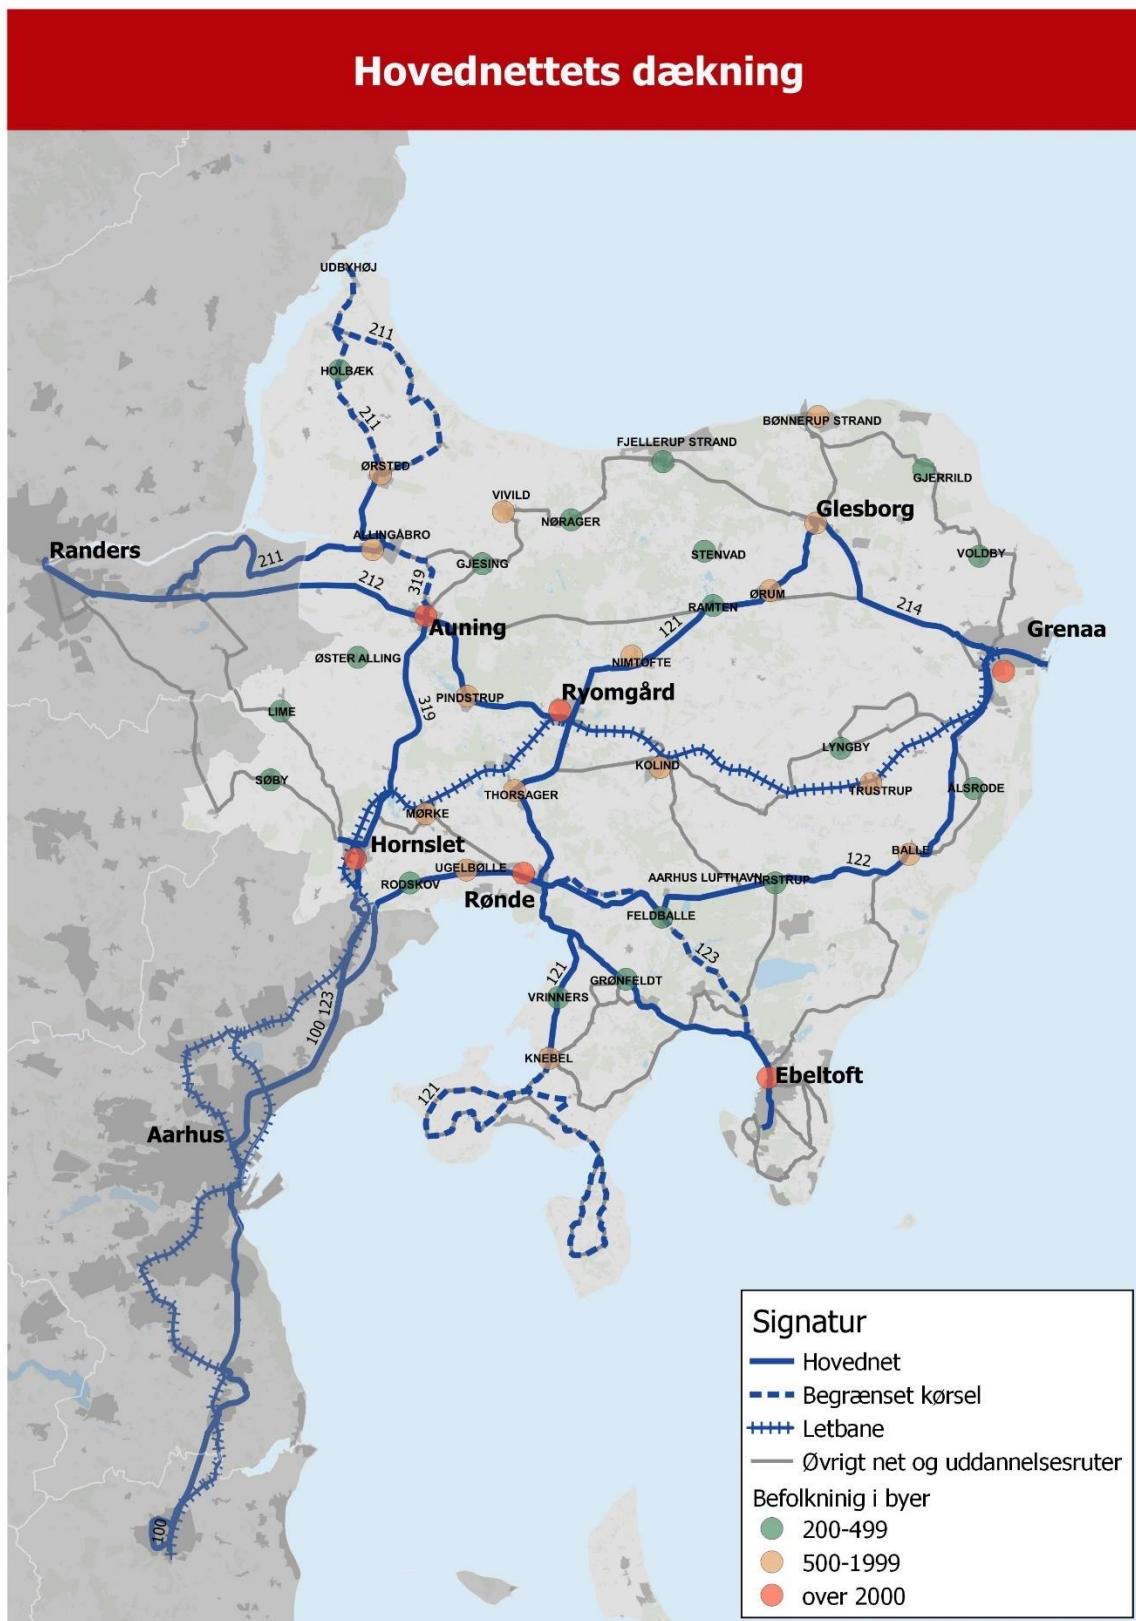 Hovednettets dækning
UDBYHØJ
211
HOLBÆK
211
BØNNERUP STRAND
FJELLERUP STRAND
ØRSTED
GJERRILD
VIVILD
Glesborg
NØRAGER
ALLINGÅBRO
Randers
STENVAD
VOLDBY
211
GJESING
319
212
ØRUM
RAMTEN
214
Auning
121
Grenaa
ØSTER ALLING
NIMTOFTE
Ryomgård
PINDSTRUP
319
LIME
LYNGBY
KOLIND
SØBY
TRUSTRUP
ÅLSRODE
THORSAGER
MØRKE
Hornslet
BALLE
122
UGELBØLLE
AARHUS LUFTHAVN
RSTRUP
RODSKOV
Rønde
FELDBALLE
123
121
GRØNFELDT
VRINNERS
100 123
KNEBEL
Ebeltoft
121
Aarhus
100
Signatur
Hovednet
Begrænset kørsel
Letbane
Øvrigt net og uddannelsesruter
Befolkninig i byer
200-499
500-1999
over 2000